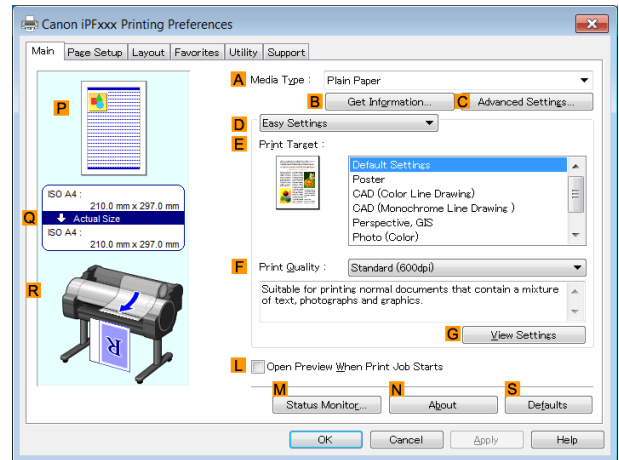 Canon iPFxxx Printing Preferences
Main Page Setup Layout Favorites Utility Support
A Media Type : Plain Paper
B Get Information... C Advanced Settings...
D Easy Settings
E Print Target :
Default Settings
Poster
CAD (Color Line Drawing)
CAD (Monochrome Line Drawing )
Perspective, GIS
Photo (Color)
F Print Quality : Standard (600dpi)
Suitable for printing normal documents that contain a mixture
of text, photographs and graphics.
G View Settings
P
ISO A4 :
210.0 mm x 297.0 mm
Q Actual Size
ISO A4 :
210.0 mm x 297.0 mm
R
R
L Open Preview When Print Job Starts
M N S
Status Monitor... About Defaults
OK Cancel Apply Help